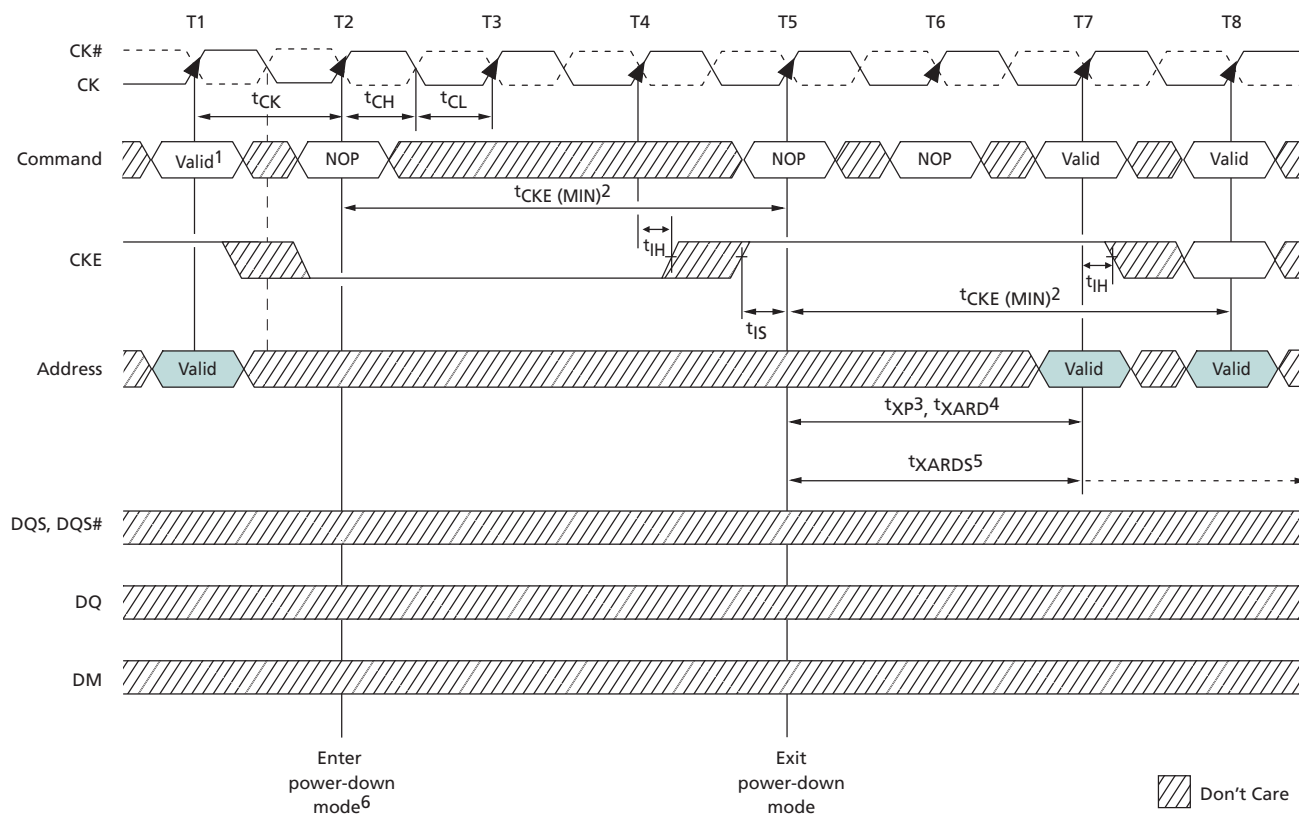 T1 T2 T3 T4 T5 T6 T7 T8
CK#
CK
tCK tCH tCL
Command Valid1 NOP NOP NOP Valid Valid
tCKE (MIN)2
CKE
tIH tIH
tCKE (MIN)2
tIS
Address Valid Valid Valid
tXP3, tXARD4
tXARDS5
DQS, DQS#
DQ
DM
Enter
power-down
mode6
Exit
power-down
mode
Don't Care